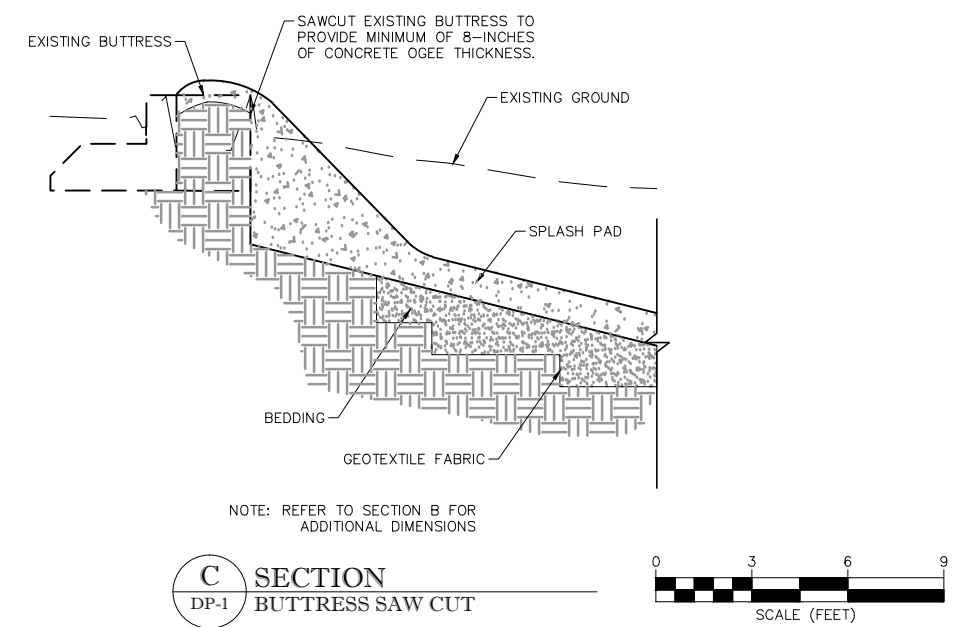 SAWCUT EXISTING BUTTRESS TO
PROVIDE MINIMUM OF 8-INCHES
OF CONCRETE OGEE THICKNESS.
EXISTING BUTTRESS
EXISTING GROUND
SPLASH PAD
BEDDING
GEOTEXTILE FABRIC
NOTE: REFER TO SECTION B FOR
ADDITIONAL DIMENSIONS
C
DP-1
SECTION
BUTTRESS SAW CUT
0 3 6 9
SCALE (FEET)